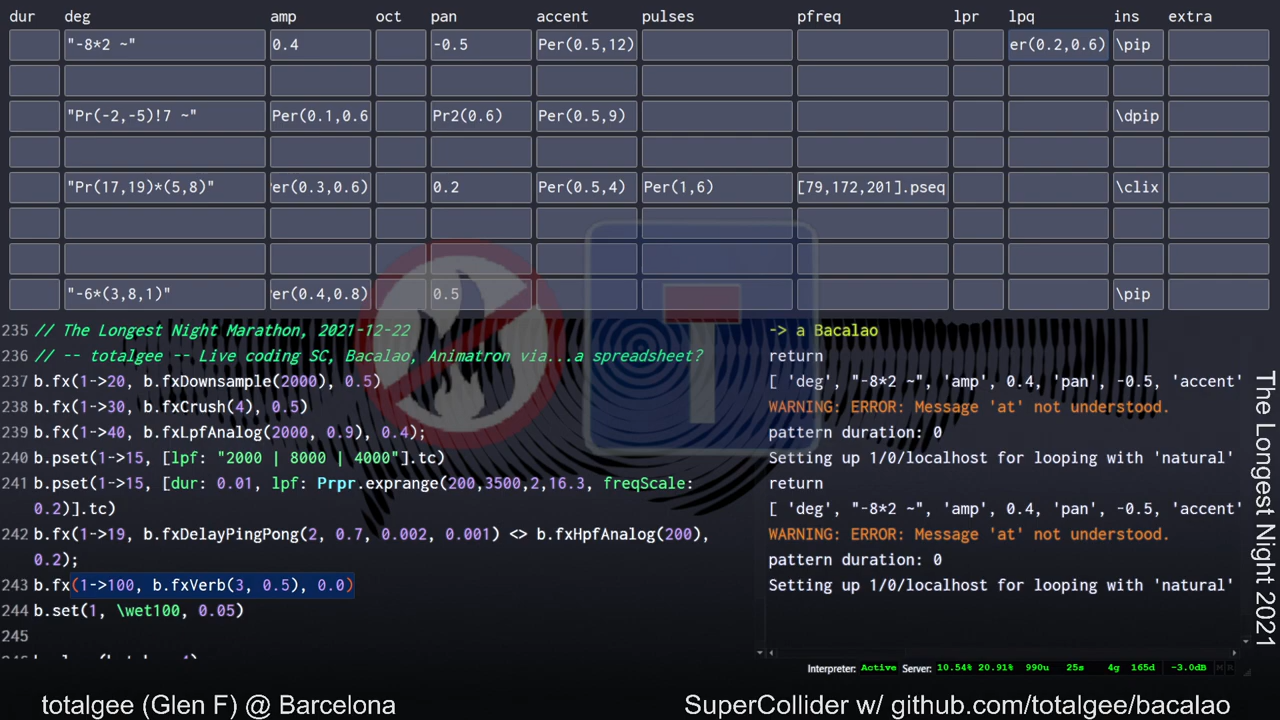 dur deg amp oct pan accent pulses pfreq lpr lpq ins extra
"-8*2 ~" 0.4 -0.5 Per(0.5,12) er(0.2,0.6) \pip
"Pr(-2,-5)!7 ~" Per(0.1,0.6 Pr2(0.6) Per(0.5,9) \dpip
"Pr(17,19)*(5,8)" er(0.3,0.6) 0.2 Per(0.5,4) Per(1,6) [79,172,201].pseq \clix
"-6*(3,8,1)" er(0.4,0.8) 0.5 \pip
235 // The Longest Night Marathon, 2021-12-22
236 // -- totalgee -- Live coding SC, Bacalao, Animatron via...a spreadsheet?
237 b.fx(1->20, b.fxDownsample(2000), 0.5)
238 b.fx(1->30, b.fxCrush(4), 0.5)
239 b.fx(1->40, b.fxLpfAnalog(2000, 0.9), 0.4);
240 b.pset(1->15, [lpf: "2000 | 8000 | 4000"].tc)
241 b.pset(1->15, [dur: 0.01, lpf: Prpr.exprange(200,3500,2,16.3, freqScale:
0.2)].tc)
242 b.fx(1->19, b.fxDelayPingPong(2, 0.7, 0.002, 0.001) <> b.fxHpfAnalog(200),
0.2);
243 b.fx(1->100, b.fxVerb(3, 0.5), 0.0)
244 b.set(1, \wet100, 0.05)
245
-> a Bacalao
return
[ 'deg', "-8*2 ~", 'amp', 0.4, 'pan', -0.5, 'accent'
WARNING: ERROR: Message 'at' not understood.
pattern duration: 0
Setting up 1/0/localhost for looping with 'natural'
return
[ 'deg', "-8*2 ~", 'amp', 0.4, 'pan', -0.5, 'accent'
WARNING: ERROR: Message 'at' not understood.
pattern duration: 0
Setting up 1/0/localhost for looping with 'natural'
Interpreter: Active Server: 10.54% 20.91% 990u 25s 4g 165d -3.0dB M R
The Longest Night 2021
totalgee (Glen F) @ Barcelona
SuperCollider w/ github.com/totalgee/bacalao